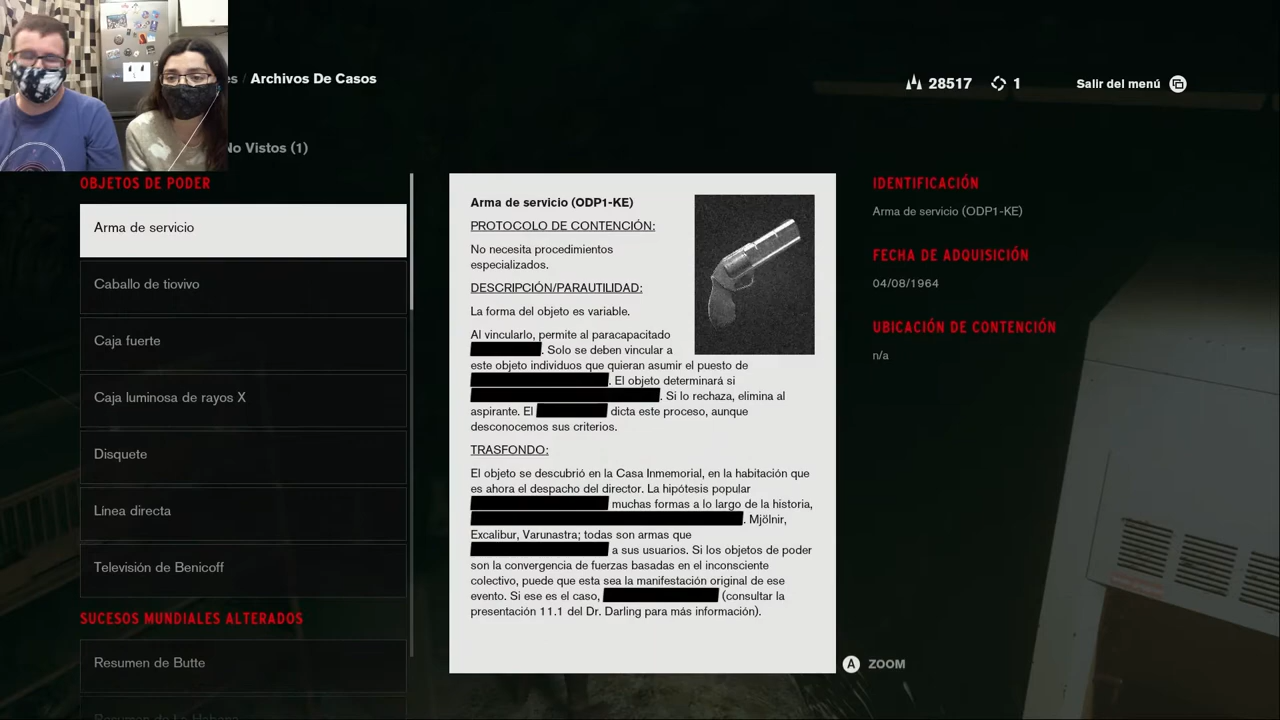 es / Archivos De Casos
28517
1
Salir del menú
No Vistos (1)
OBJETOS DE PODER
Arma de servicio
Caballo de tiovivo
Caja fuerte
Caja luminosa de rayos X
Disquete
Línea directa
Televisión de Benicoff
SUCESOS MUNDIALES ALTERADOS
Resumen de Butte
Resumen de La Habana
Arma de servicio (ODP1-KE)
PROTOCOLO DE CONTENCIÓN:
No necesita procedimientos
especializados.
DESCRIPCIÓN/PARAUTILIDAD:
La forma del objeto es variable.
Al vincularlo, permite al paracapacitado
. Solo se deben vincular a
este objeto individuos que quieran asumir el puesto de
. El objeto determinará si
. Si lo rechaza, elimina al
aspirante. El dicta este proceso, aunque
desconocemos sus criterios.
TRASFONDO:
El objeto se descubrió en la Casa Inmemorial, en la habitación que
es ahora el despacho del director. La hipótesis popular
muchas formas a lo largo de la historia,
. Mjölnir,
Excalibur, Varunastra; todas son armas que
a sus usuarios. Si los objetos de poder
son la convergencia de fuerzas basadas en el inconsciente
colectivo, puede que esta sea la manifestación original de ese
evento. Si ese es el caso, (consultar la
presentación 11.1 del Dr. Darling para más información).
A ZOOM
IDENTIFICACIÓN
Arma de servicio (ODP1-KE)
FECHA DE ADQUISICIÓN
04/08/1964
UBICACIÓN DE CONTENCIÓN
n/a